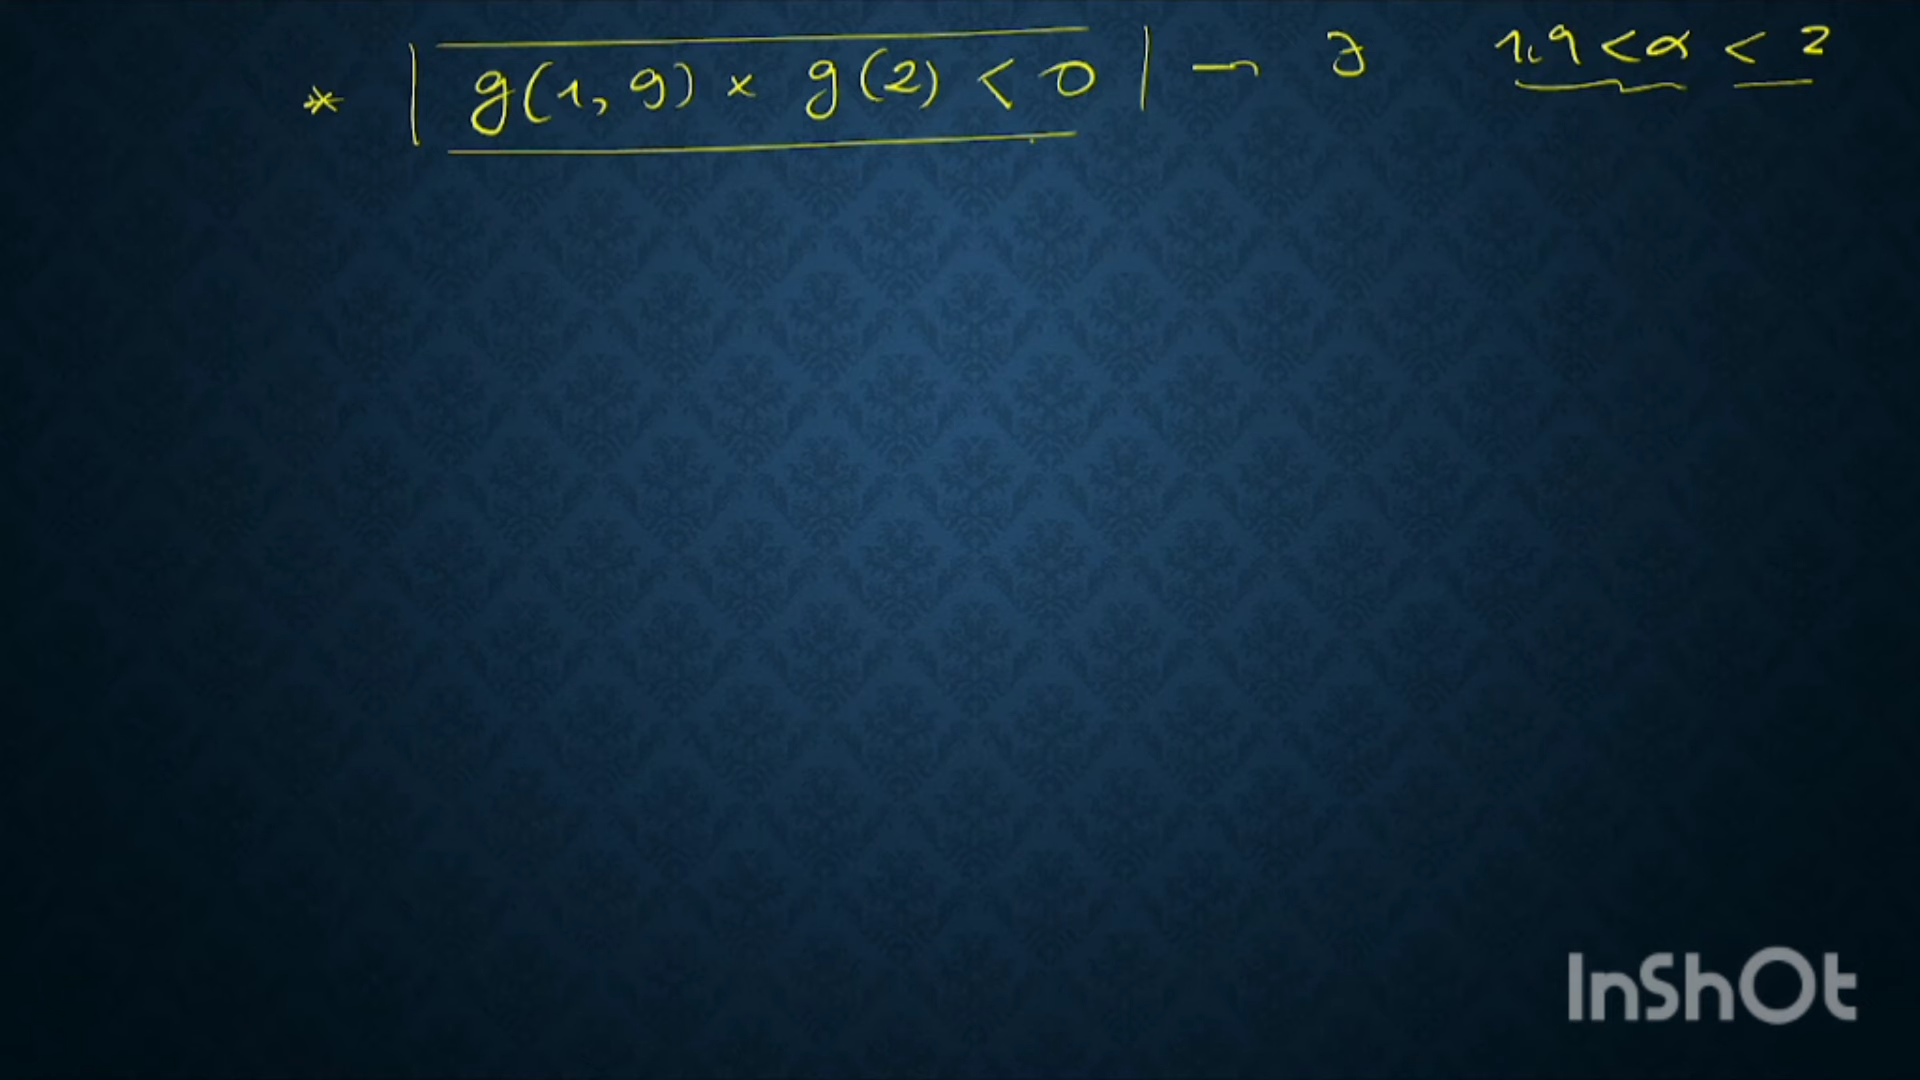 * | g(1,9) × g(2) < 0 | → ∃ 1,9 < α < 2
InShOt